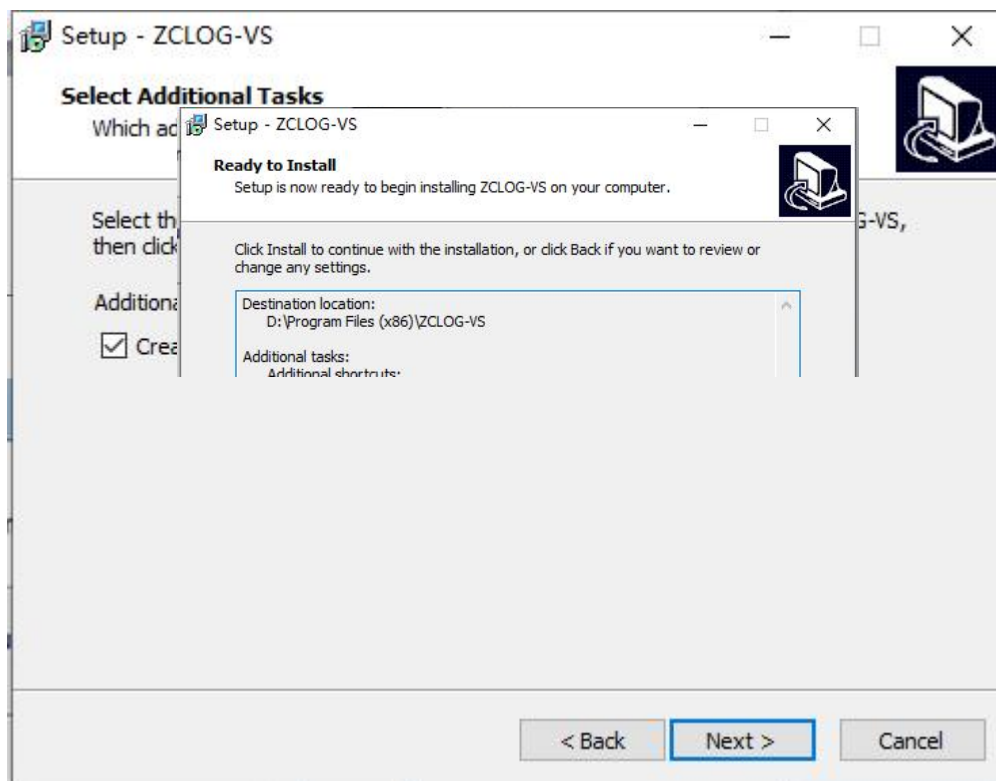 Setup - ZCLOG-VS
Select Additional Tasks
Which ad
Setup - ZCLOG-VS
Ready to Install
Setup is now ready to begin installing ZCLOG-VS on your computer.
Select th
G-VS,
then click
Click Install to continue with the installation, or click Back if you want to review or
change any settings.
Additiona
Destination location:
D:\Program Files (x86)\ZCLOG-VS
Crea
Additional tasks:
Additional shortcuts:
< Back
Next >
Cancel